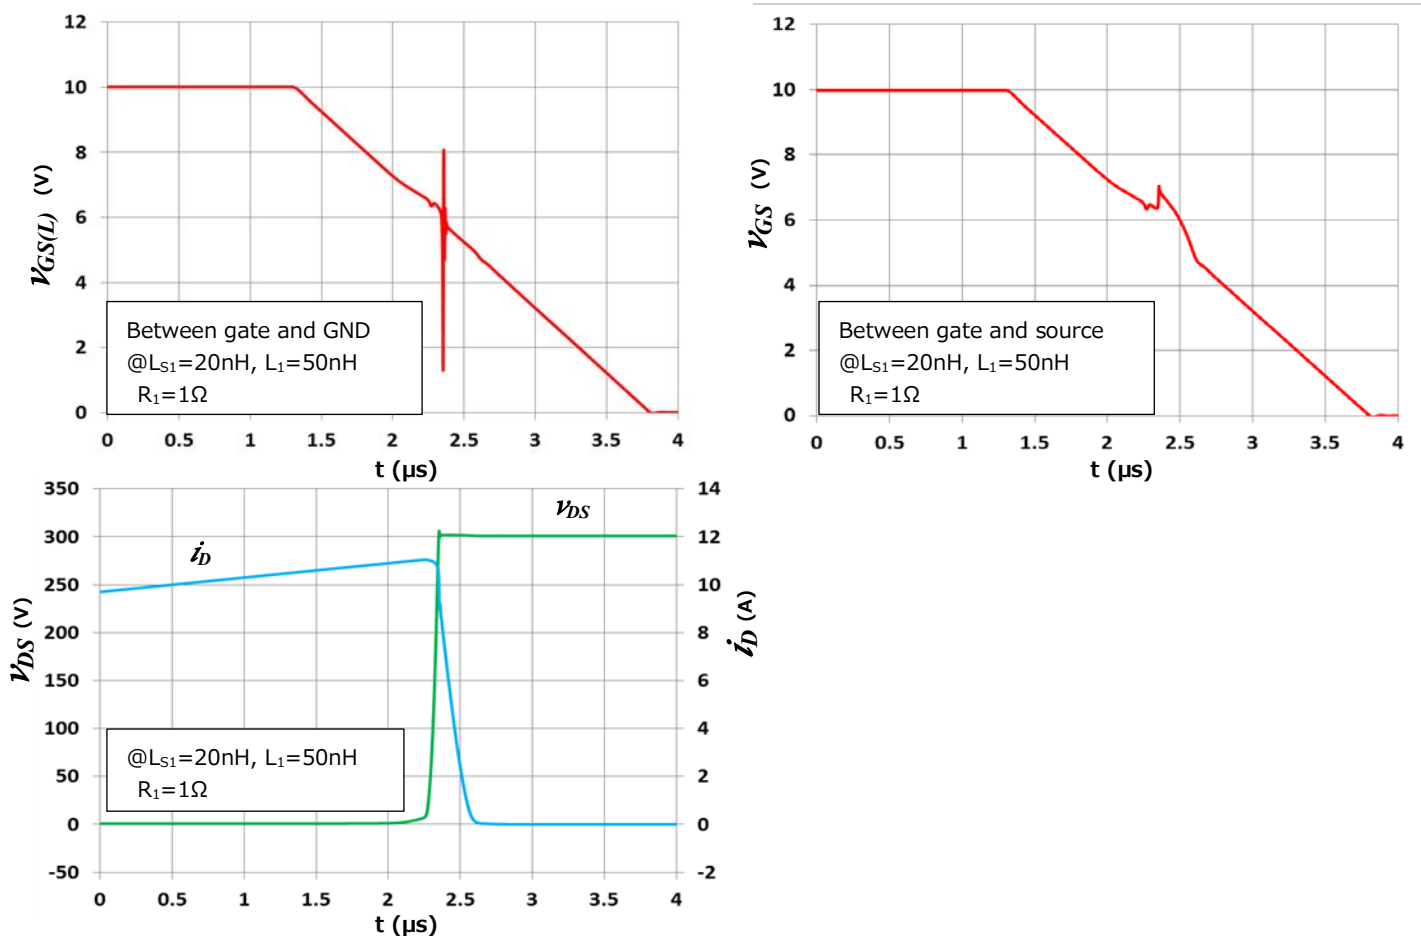 12
10
8
6
4
2
0
0 0.5 1 1.5 2 2.5 3 3.5 4
t (μs)
VGS(L) (V)
Between gate and GND
@LS1=20nH, L1=50nH
R1=1Ω
12
10
8
6
4
2
0
0 0.5 1 1.5 2 2.5 3 3.5 4
t (μs)
VGS (V)
Between gate and source
@LS1=20nH, L1=50nH
R1=1Ω
350
300
250
200
150
100
50
0
-50
14
12
10
8
6
4
2
0
-2
0 0.5 1 1.5 2 2.5 3 3.5 4
t (μs)
VDS (V)
iD (A)
iD
VDS
@LS1=20nH, L1=50nH
R1=1Ω